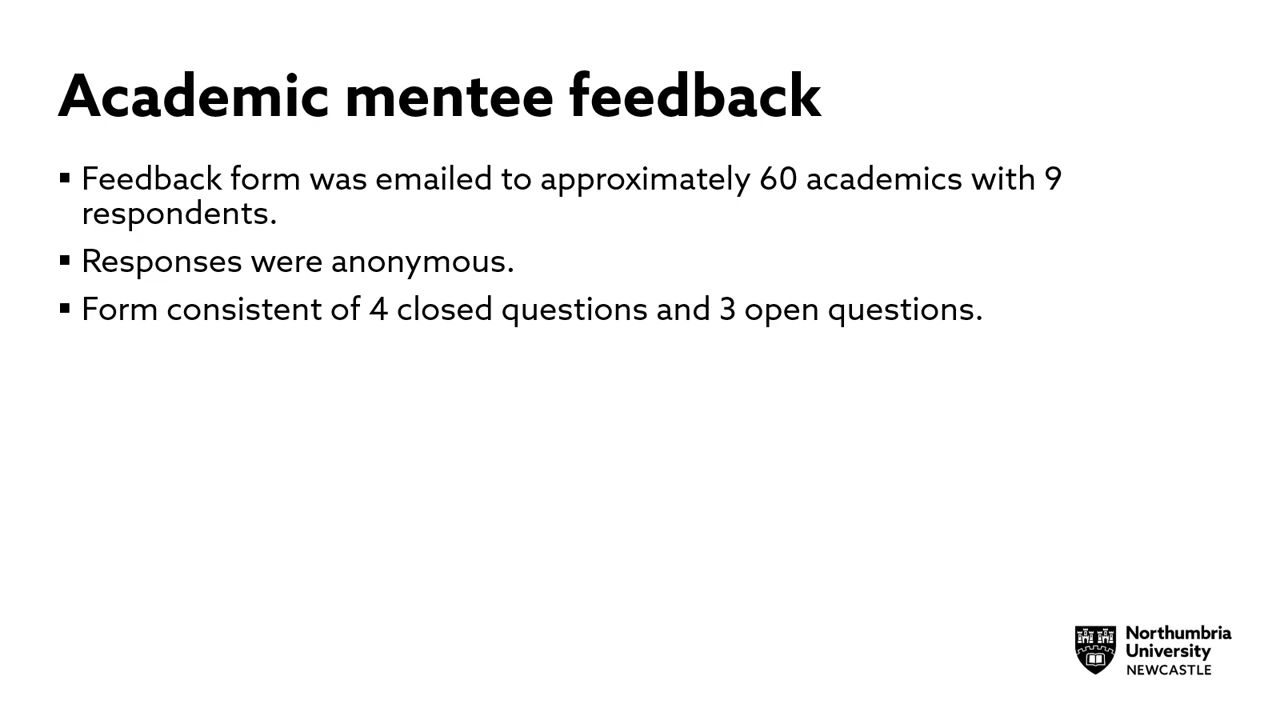 Academic mentee feedback
▪ Feedback form was emailed to approximately 60 academics with 9
respondents.
▪ Responses were anonymous.
▪ Form consistent of 4 closed questions and 3 open questions.
Northumbria
University
NEWCASTLE